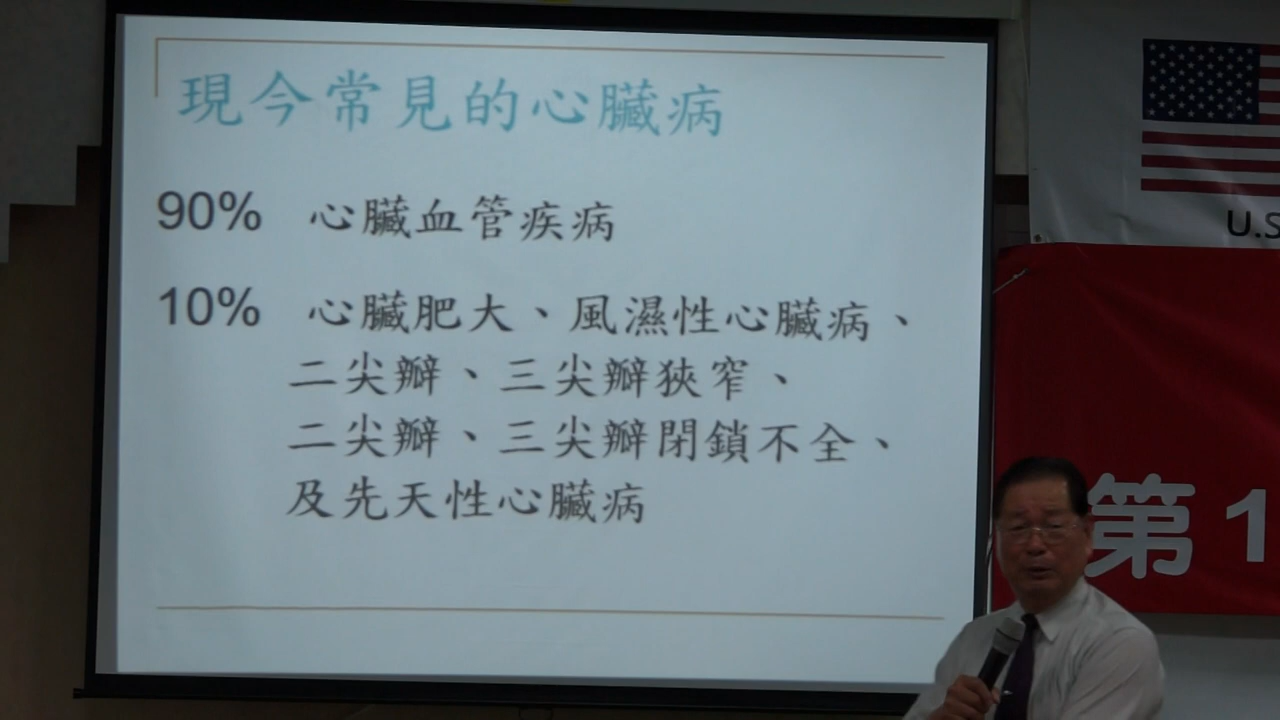 現今常見的心臟病
90% 心臟血管疾病
10% 心臟肥大、風濕性心臟病、
二尖瓣、三尖瓣狹窄、
二尖瓣、三尖瓣閉鎖不全、
及先天性心臟病
U.S
第1